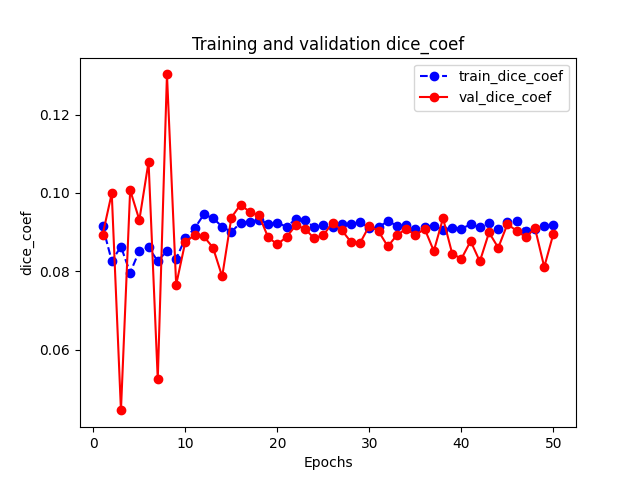 Training and validation dice_coef
train_dice_coef
val_dice_coef
0.12
0.10
0.08
0.06
dice_coef
0
10
20
30
40
50
Epochs